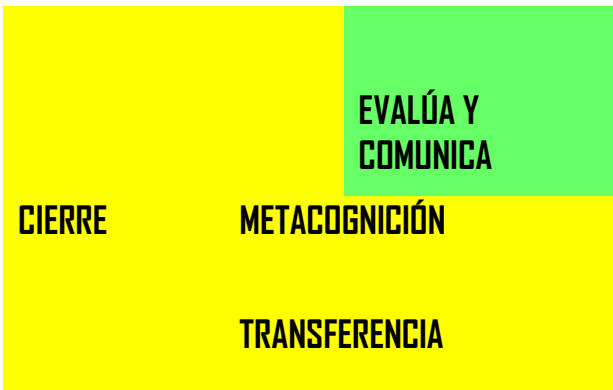 EVALÚA Y
COMUNICA
CIERRE METACOGNICIÓN
TRANSFERENCIA